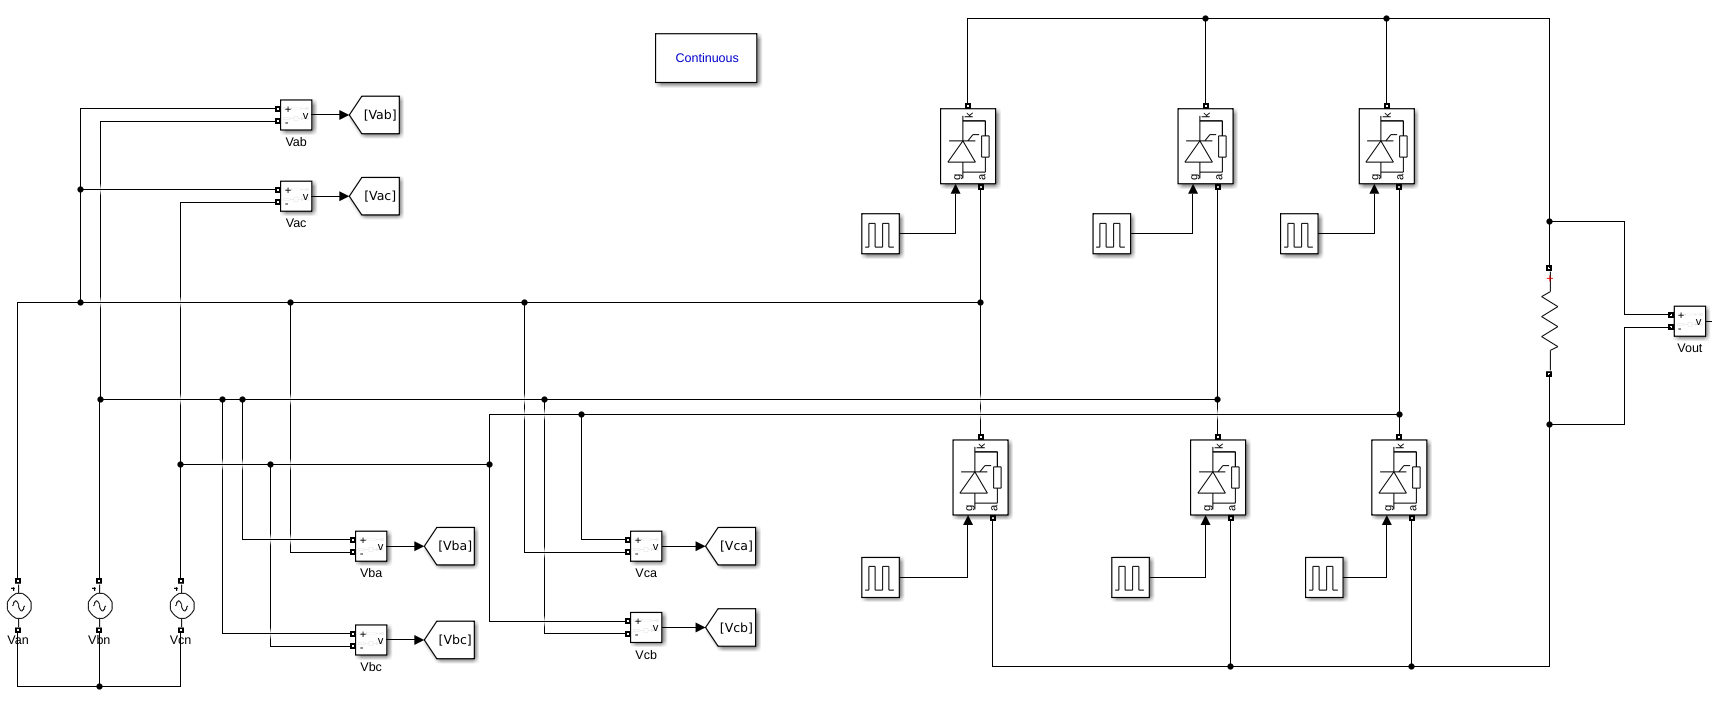 Continuous
+
-
v
[Vab]
Vab
+
-
v
[Vac]
Vac
k
g
a
k
g
a
k
g
a
+
+
-
v
Vout
k
g
a
k
g
a
k
g
a
+
-
v
[Vba]
Vba
+
-
v
[Vca]
Vca
+
Van
+
Vbn
+
Vcn
+
-
v
[Vbc]
Vbc
+
-
v
[Vcb]
Vcb